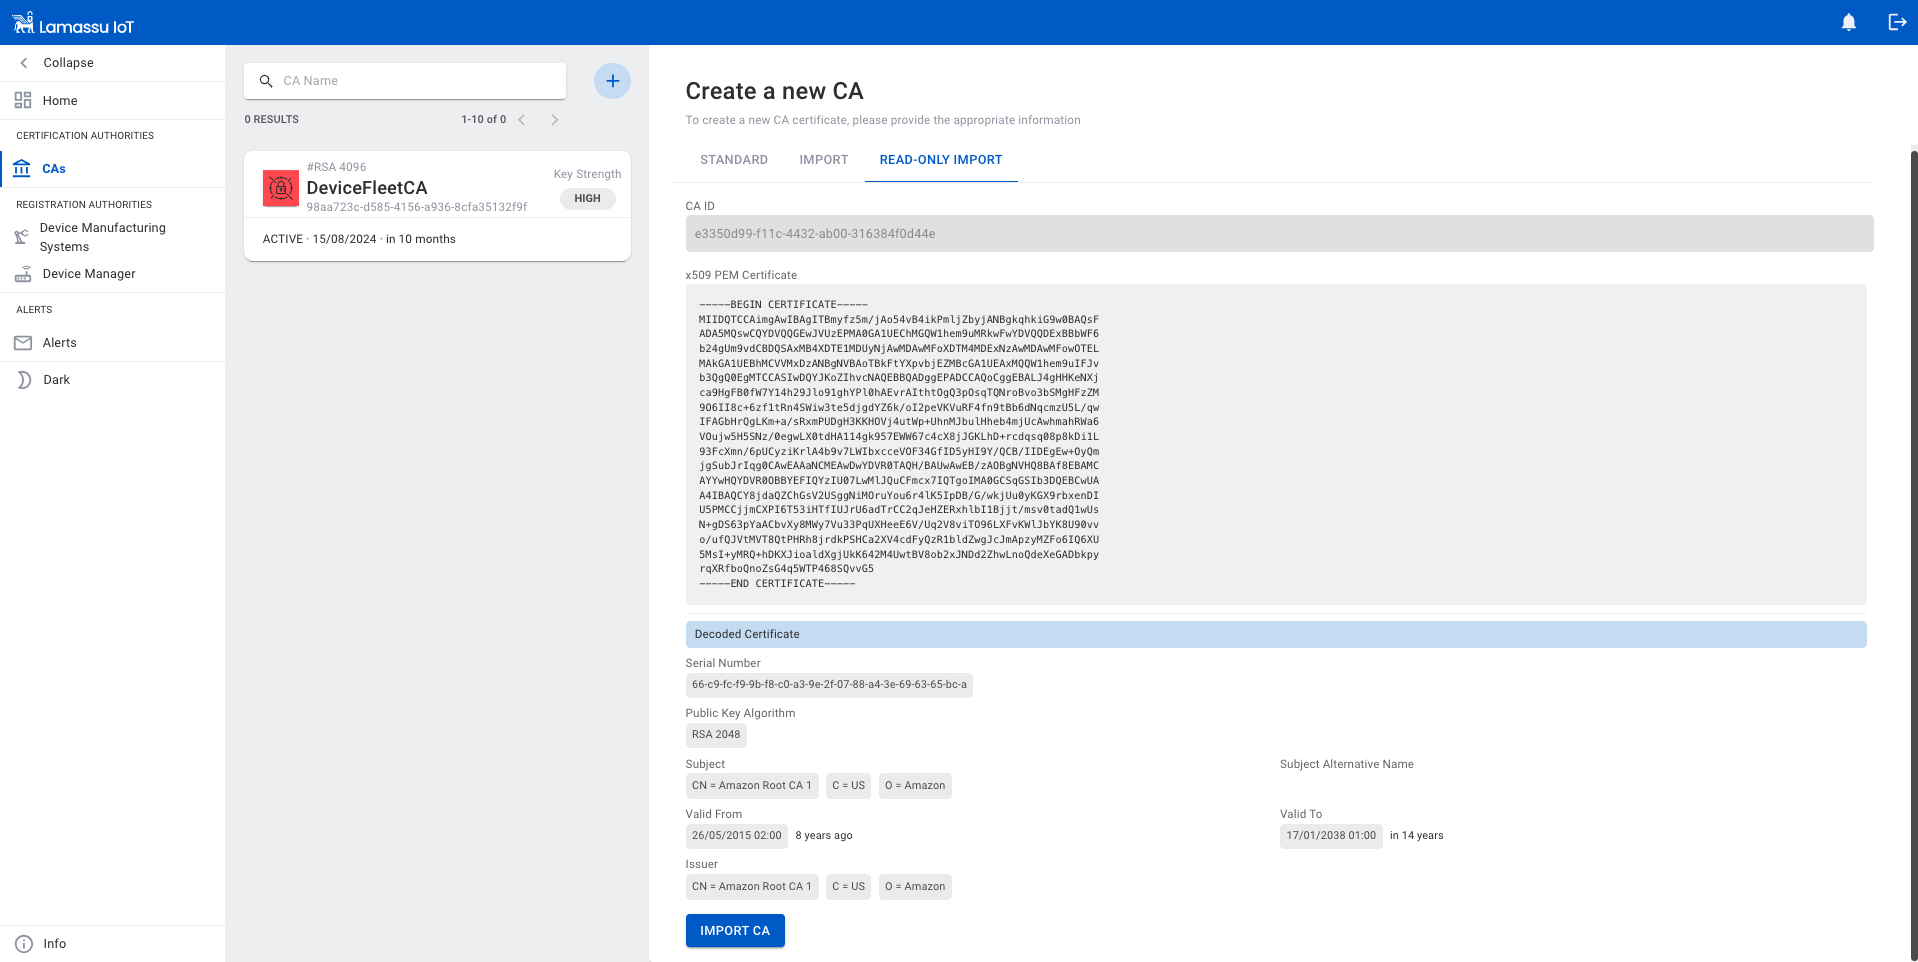 Lamassu IoT
Collapse
Home
CERTIFICATION AUTHORITIES
CAs
REGISTRATION AUTHORITIES
Device Manufacturing
Systems
Device Manager
ALERTS
Alerts
Dark
Info
CA Name
0 RESULTS
1-10 of 0
#RSA 4096
DeviceFleetCA
98aa723c-d585-4156-a936-8cfa35132f9f
Key Strength
HIGH
ACTIVE · 15/08/2024 · in 10 months
Create a new CA
To create a new CA certificate, please provide the appropriate information
STANDARD IMPORT READ-ONLY IMPORT
CA ID
e3350d99-f11c-4432-ab00-316384f0d44e
x509 PEM Certificate
-----BEGIN CERTIFICATE-----
MIIDQTCCAimgAwIBAgITBmyfz5m/jAo54vB4ikPmljZbyjANBgkqhkiG9w0BAQsF
ADA5MQswCQYDVQQGEwJVUzEPMA0GA1UEChMGQW1hem9uMRkwFwYDVQQDExBBbWF6
b24gUm9vdCBDQSAxMB4XDTE1MDUyNjAwMDAwMFoXDTM4MDExNzAwMDAwMFowOTEL
MAkGA1UEBhMCVVMxDzANBgNVBAoTBkFtYXpvbjEZMBcGA1UEAxMQQW1hem9uIFJv
b3QgQ0EgMTCCASIwDQYJKoZIhvcNAQEBBQADggEPADCCAQoCggEBALJ4gHHKeNXj
ca9HgFB0fW7Y14h29Jlo91ghYPl0hAEvrAIthtOgQ3pOsqTQNroBvo3bSMgHFzZM
9O6II8c+6zf1tRn4SWiw3te5djgdYZ6k/oI2peVKVuRF4fn9tBb6dNqcmzU5L/qw
IFAGbHrQgLKm+a/sRxmPUDgH3KKHOVj4utWp+UhnMJbulHheb4mjUcAwhmahRWa6
VOujw5H5SNz/0egwLX0tdHA114gk957EWW67c4cX8jJGKLhD+rcdqsq08p8kDi1L
93FcXmn/6pUCyziKrlA4b9v7LWIbxcceVOF34GfID5yHI9Y/QCB/IIDEgEw+OyQm
jgSubJrIqg0CAwEAAaNCMEAwDwYDVR0TAQH/BAUwAwEB/zAOBgNVHQ8BAf8EBAMC
AYYwHQYDVR0OBBYEFIQYzIU07LwMlJQuCFmcx7IQTgoIMA0GCSqGSIb3DQEBCwUA
A4IBAQCY8jdaQZChGsV2USggNiMOruYou6r4lK5IpDB/G/wkjUu0yKGX9rbxenDI
U5PMCCjjmCXPI6T53iHTfIUJrU6adTrCC2qJeHZERxhlbI1Bjjt/msv0tadQ1wUs
N+gDS63pYaACbvXy8MWy7Vu33PqUXHeeE6V/Uq2V8viTO96LXFvKWlJbYK8U90vv
o/ufQJVtMVT8QtPHRh8jrdkPSHCa2XV4cdFyQzR1bldZwgJcJmApzyMZFo6IQ6XU
5MsI+yMRQ+hDKXJioaldXgjUkK642M4UwtBV8ob2xJNDd2ZhwLnoQdeXeGADbkpy
rqXRfboQnoZsG4q5WTP468SQvvG5
-----END CERTIFICATE-----
Decoded Certificate
Serial Number
66-c9-fc-f9-9b-f8-c0-a3-9e-2f-07-88-a4-3e-69-63-65-bc-a
Public Key Algorithm
RSA 2048
Subject
CN = Amazon Root CA 1 C = US O = Amazon
Subject Alternative Name
Valid From
26/05/2015 02:00 8 years ago
Valid To
17/01/2038 01:00 in 14 years
Issuer
CN = Amazon Root CA 1 C = US O = Amazon
IMPORT CA